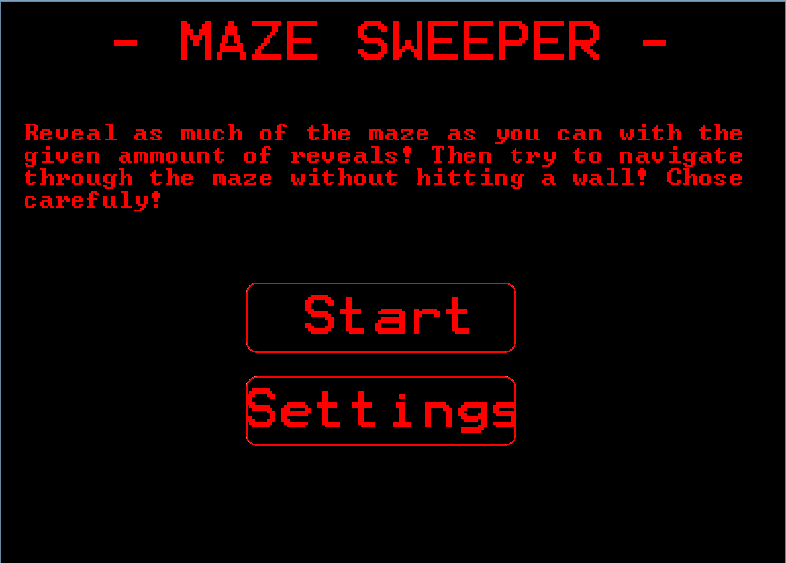 - MAZE SWEEPER -
Reveal as much of the maze as you can with the
given ammount of reveals! Then try to navigate
through the maze without hitting a wall! Chose
carefuly!
Start
Settings